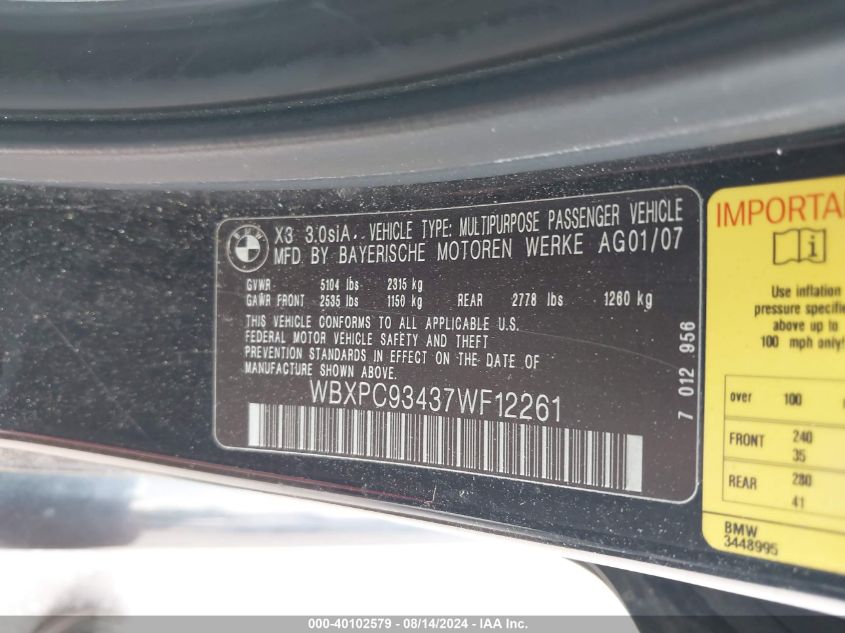 BMW
X3 3.0siA.. VEHICLE TYPE: MULTIPURPOSE PASSENGER VEHICLE
MFD BY BAYERISCHE MOTOREN WERKE AG01/07
GVWR 5104 lbs 2315 kg
GAWR FRONT 2535 lbs 1150 kg REAR 2778 lbs 1260 kg
THIS VEHICLE CONFORMS TO ALL APPLICABLE U.S.
FEDERAL MOTOR VEHICLE SAFETY AND THEFT
PREVENTION STANDARDS IN EFFECT ON THE DATE OF
MANUFACTURE SHOWN ABOVE.
WBXPC93437WF12261
7 012 956
IMPORTA
Use inflation
pressure specifie
above up to
100 mph only!
over 100
FRONT 240
35
REAR 280
41
BMW
3448995
000-40102579 / 08/14/2024 - IAA Inc.